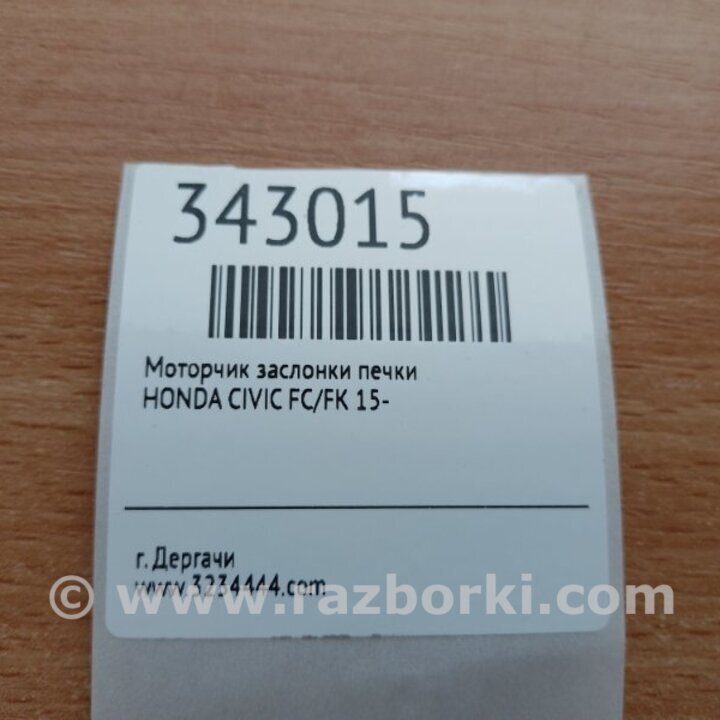 343015
Моторчик заслонки печки
HONDA CIVIC FC/FK 15-
г. Дергачи
www.3234444.com
© www.razborki.com